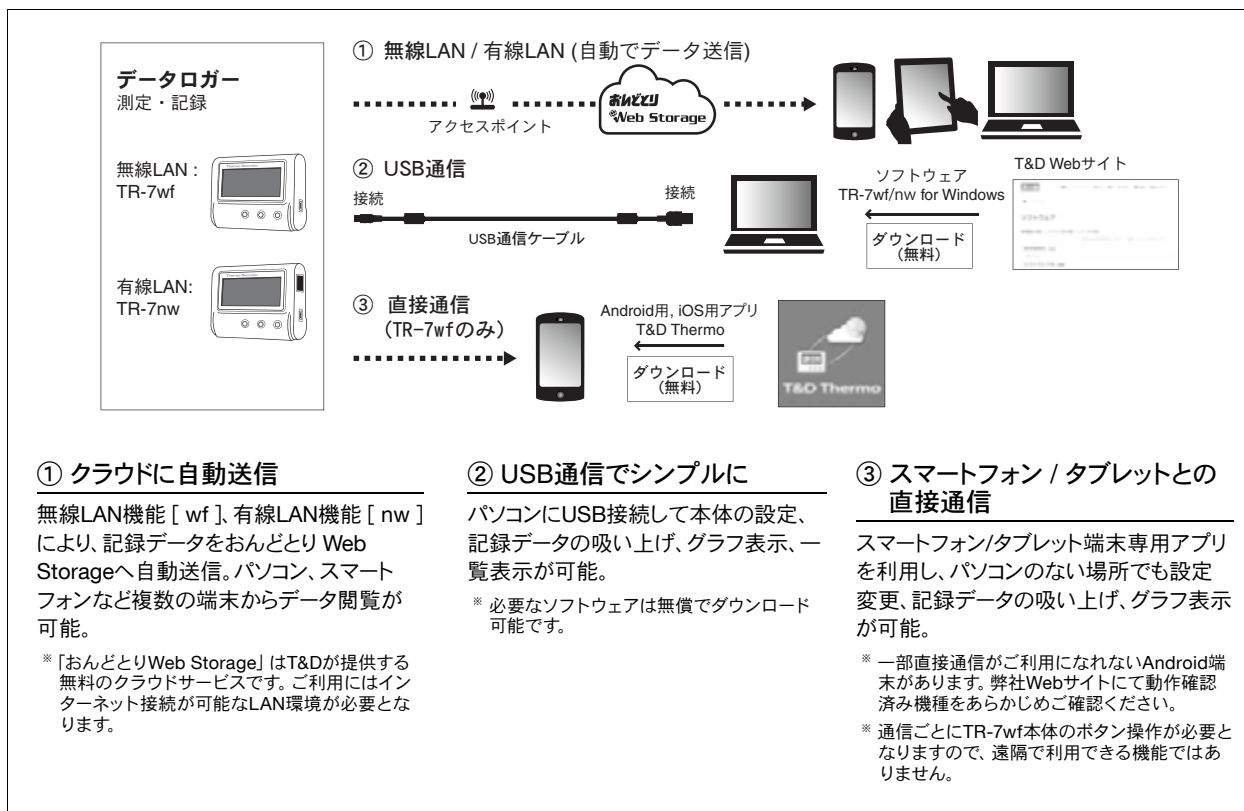 データロガー
測定・記録
無線LAN :
TR-7wf
有線LAN:
TR-7nw
① 無線LAN / 有線LAN (自動でデータ送信)
アクセスポイント
おんどとり
Web Storage
② USB通信
接続
接続
USB通信ケーブル
ソフトウェア
TR-7wf/nw for Windows
ダウンロード
(無料)
T&D Webサイト
ソフトウェア
③ 直接通信
(TR-7wfのみ)
Android用, iOS用アプリ
T&D Thermo
ダウンロード
(無料)
T&D Thermo
① クラウドに自動送信
無線LAN機能 [ wf ]、有線LAN機能 [ nw ]
により、記録データをおんどとり Web
Storageへ自動送信。パソコン、スマート
フォンなど複数の端末からデータ閲覧が
可能。
※「おんどとりWeb Storage」はT&Dが提供する
無料のクラウドサービスです。ご利用にはイン
ターネット接続が可能なLAN環境が必要とな
ります。
② USB通信でシンプルに
パソコンにUSB接続して本体の設定、
記録データの吸い上げ、グラフ表示、一
覧表示が可能。
※ 必要なソフトウェアは無償でダウンロード
可能です。
③ スマートフォン / タブレットとの
直接通信
スマートフォン/タブレット端末専用アプリ
を利用し、パソコンのない場所でも設定
変更、記録データの吸い上げ、グラフ表示
が可能。
※ 一部直接通信がご利用になれないAndroid端
末があります。弊社Webサイトにて動作確認
済み機種をあらかじめご確認ください。
※ 通信ごとにTR-7wf本体のボタン操作が必要と
なりますので、遠隔で利用できる機能ではあ
りません。